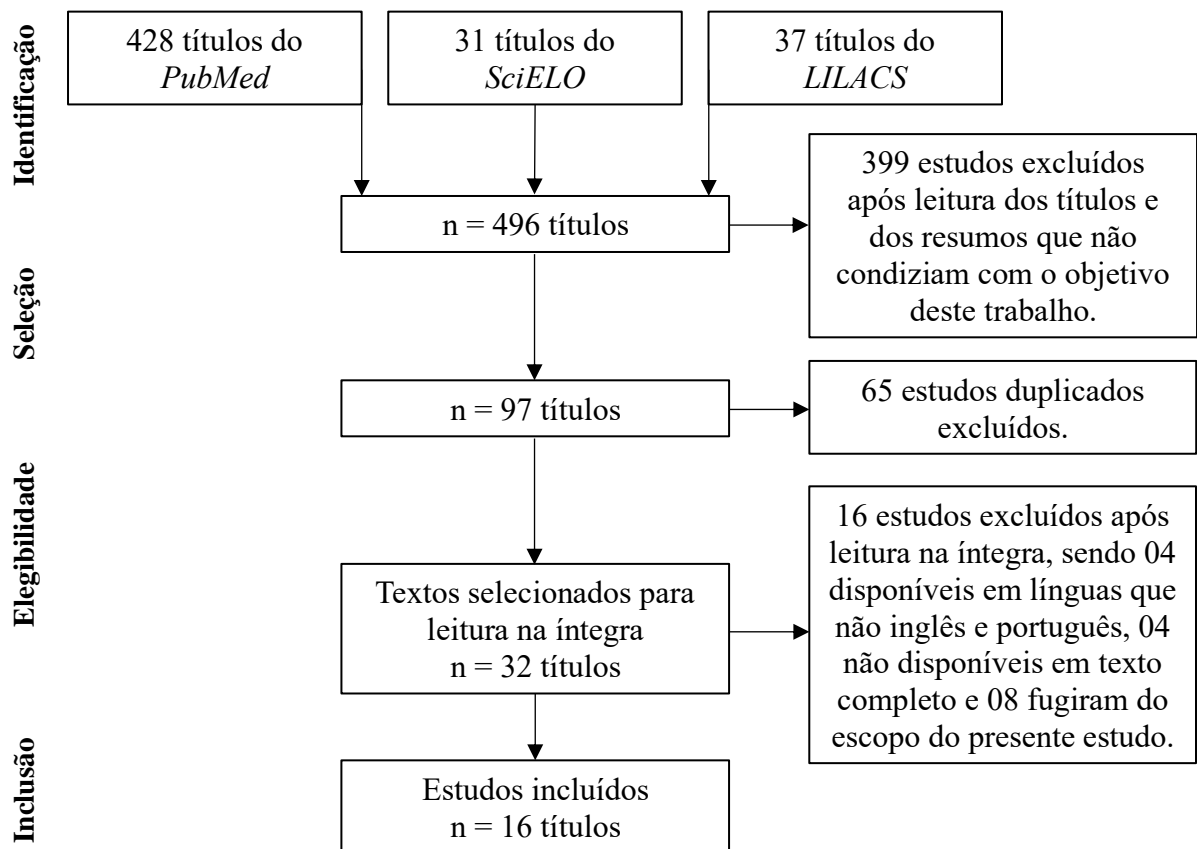 Identificação
428 títulos do
PubMed
31 títulos do
SciELO
37 títulos do
LILACS
n = 496 títulos
399 estudos excluídos
após leitura dos títulos e
dos resumos que não
condiziam com o objetivo
deste trabalho.
Seleção
n = 97 títulos
65 estudos duplicados
excluídos.
Elegibilidade
Textos selecionados para
leitura na íntegra
n = 32 títulos
16 estudos excluídos após
leitura na íntegra, sendo 04
disponíveis em línguas que
não inglês e português, 04
não disponíveis em texto
completo e 08 fugiram do
escopo do presente estudo.
Inclusão
Estudos incluídos
n = 16 títulos